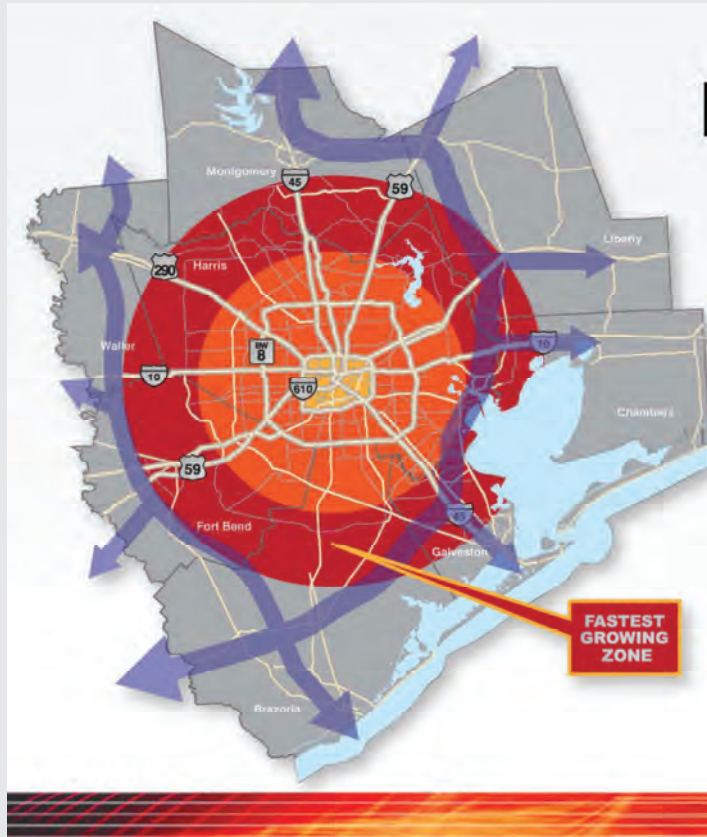 Montgomery
45
59
Liberty
290
Harris
BW
8
10
Waller
10
610
Chambers
59
45
Fort Bend
Galveston
FASTEST
GROWING
ZONE
Brazoria